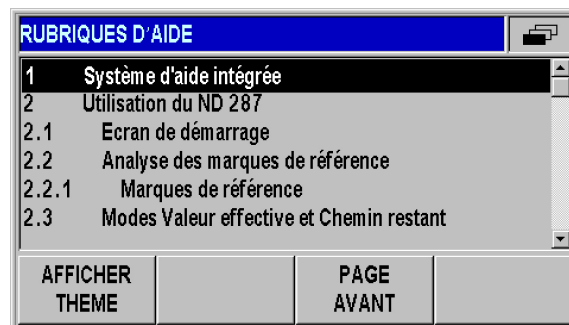 RUBRIQUES D'AIDE
1 Système d'aide intégrée
2 Utilisation du ND 287
2.1 Ecran de démarrage
2.2 Analyse des marques de référence
2.2.1 Marques de référence
2.3 Modes Valeur effective et Chemin restant
AFFICHER THEME
PAGE AVANT